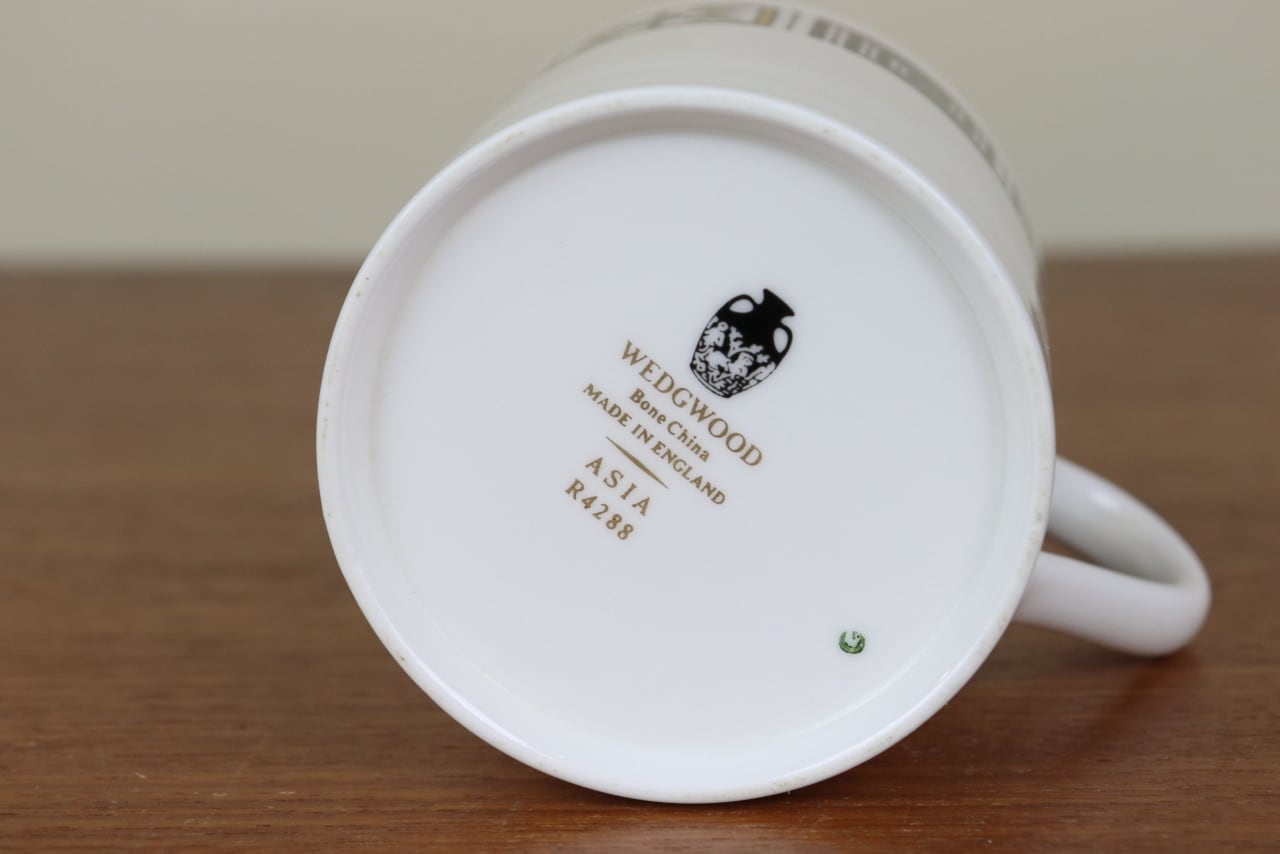 WEDGWOOD
Bone China
MADE IN ENGLAND
ASIA
R4288